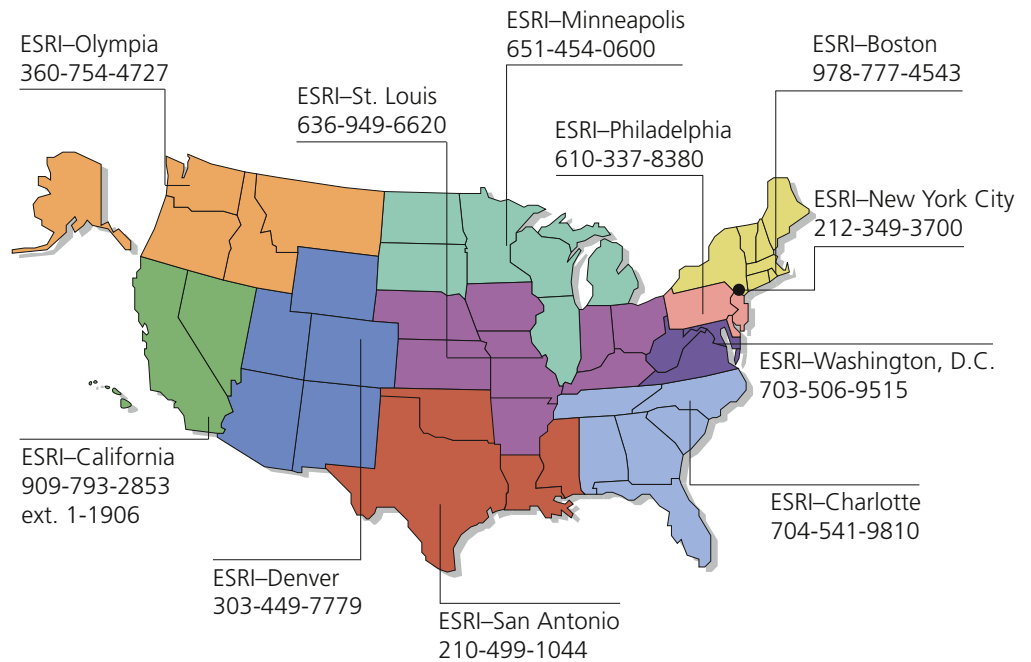 ESRI–Minneapolis
651-454-0600
ESRI–Olympia
360-754-4727
ESRI–Boston
978-777-4543
ESRI–St. Louis
636-949-6620
ESRI–Philadelphia
610-337-8380
ESRI–New York City
212-349-3700
ESRI–Washington, D.C.
703-506-9515
ESRI–California
909-793-2853
ext. 1-1906
ESRI–Charlotte
704-541-9810
ESRI–Denver
303-449-7779
ESRI–San Antonio
210-499-1044